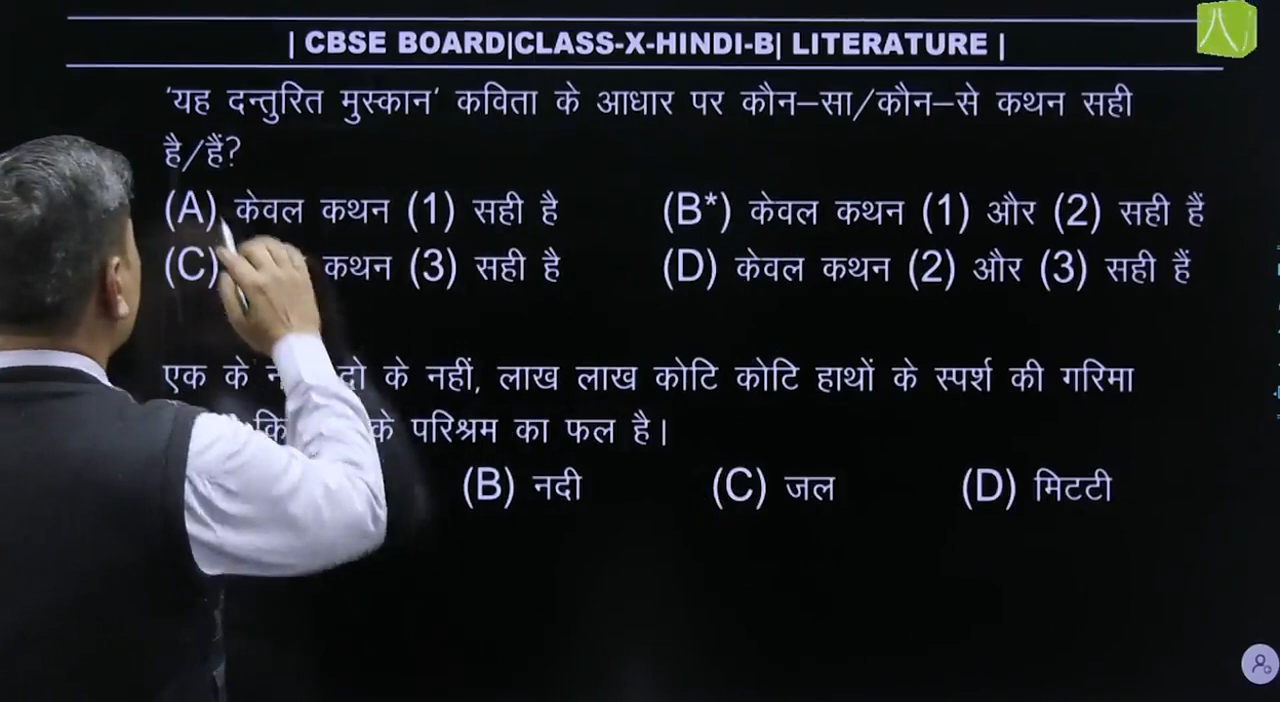 | CBSE BOARD|CLASS-X-HINDI-B| LITERATURE |
'यह दन्तुरित मुस्कान' कविता के आधार पर कौन–सा/कौन–से कथन सही
है/हैं?
(A) केवल कथन (1) सही है (B*) केवल कथन (1) और (2) सही हैं
(C) कथन (3) सही है (D) केवल कथन (2) और (3) सही हैं
एक के दो के नहीं, लाख लाख कोटि कोटि हाथों के स्पर्श की गरिमा
के परिश्रम का फल है।
(B) नदी (C) जल (D) मिटटी